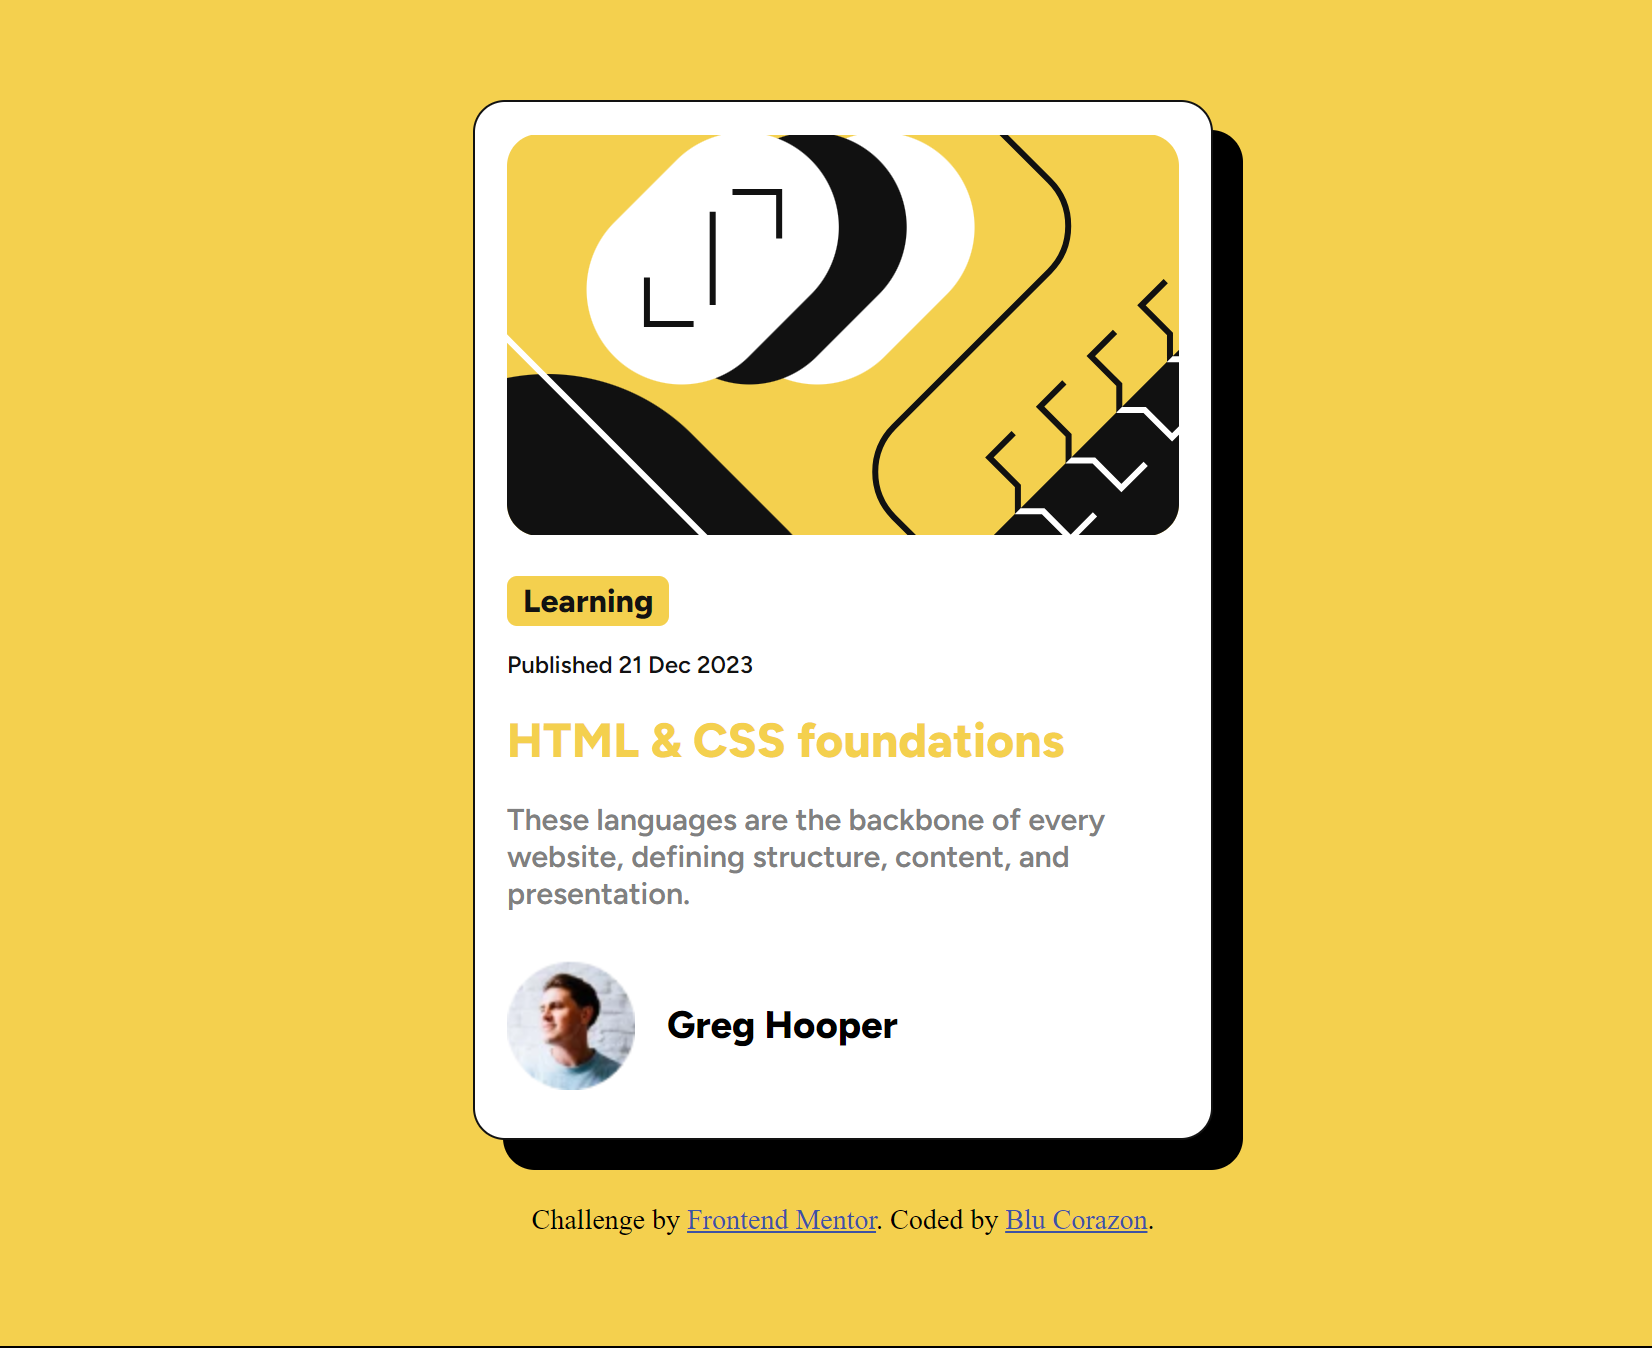 Learning
Published 21 Dec 2023
HTML & CSS foundations
These languages are the backbone of every
website, defining structure, content, and
presentation.
Greg Hooper
Challenge by Frontend Mentor. Coded by Blu Corazon.